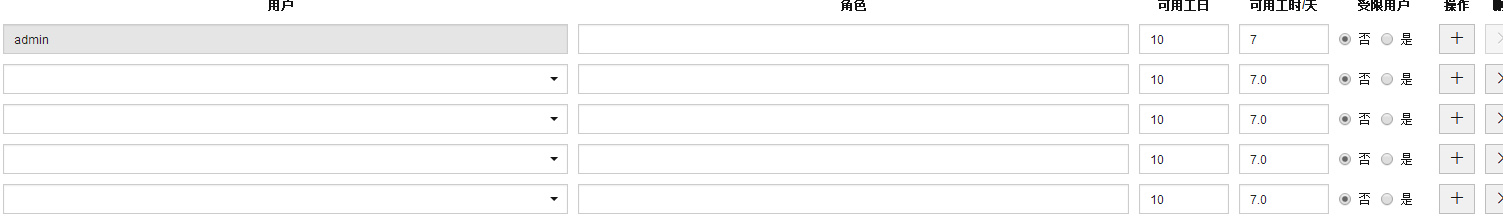 用户 角色 可用工日 可用工时/天 受限用户 操作
admin 10 7 否 是
10 7.0 否 是
10 7.0 否 是
10 7.0 否 是
10 7.0 否 是